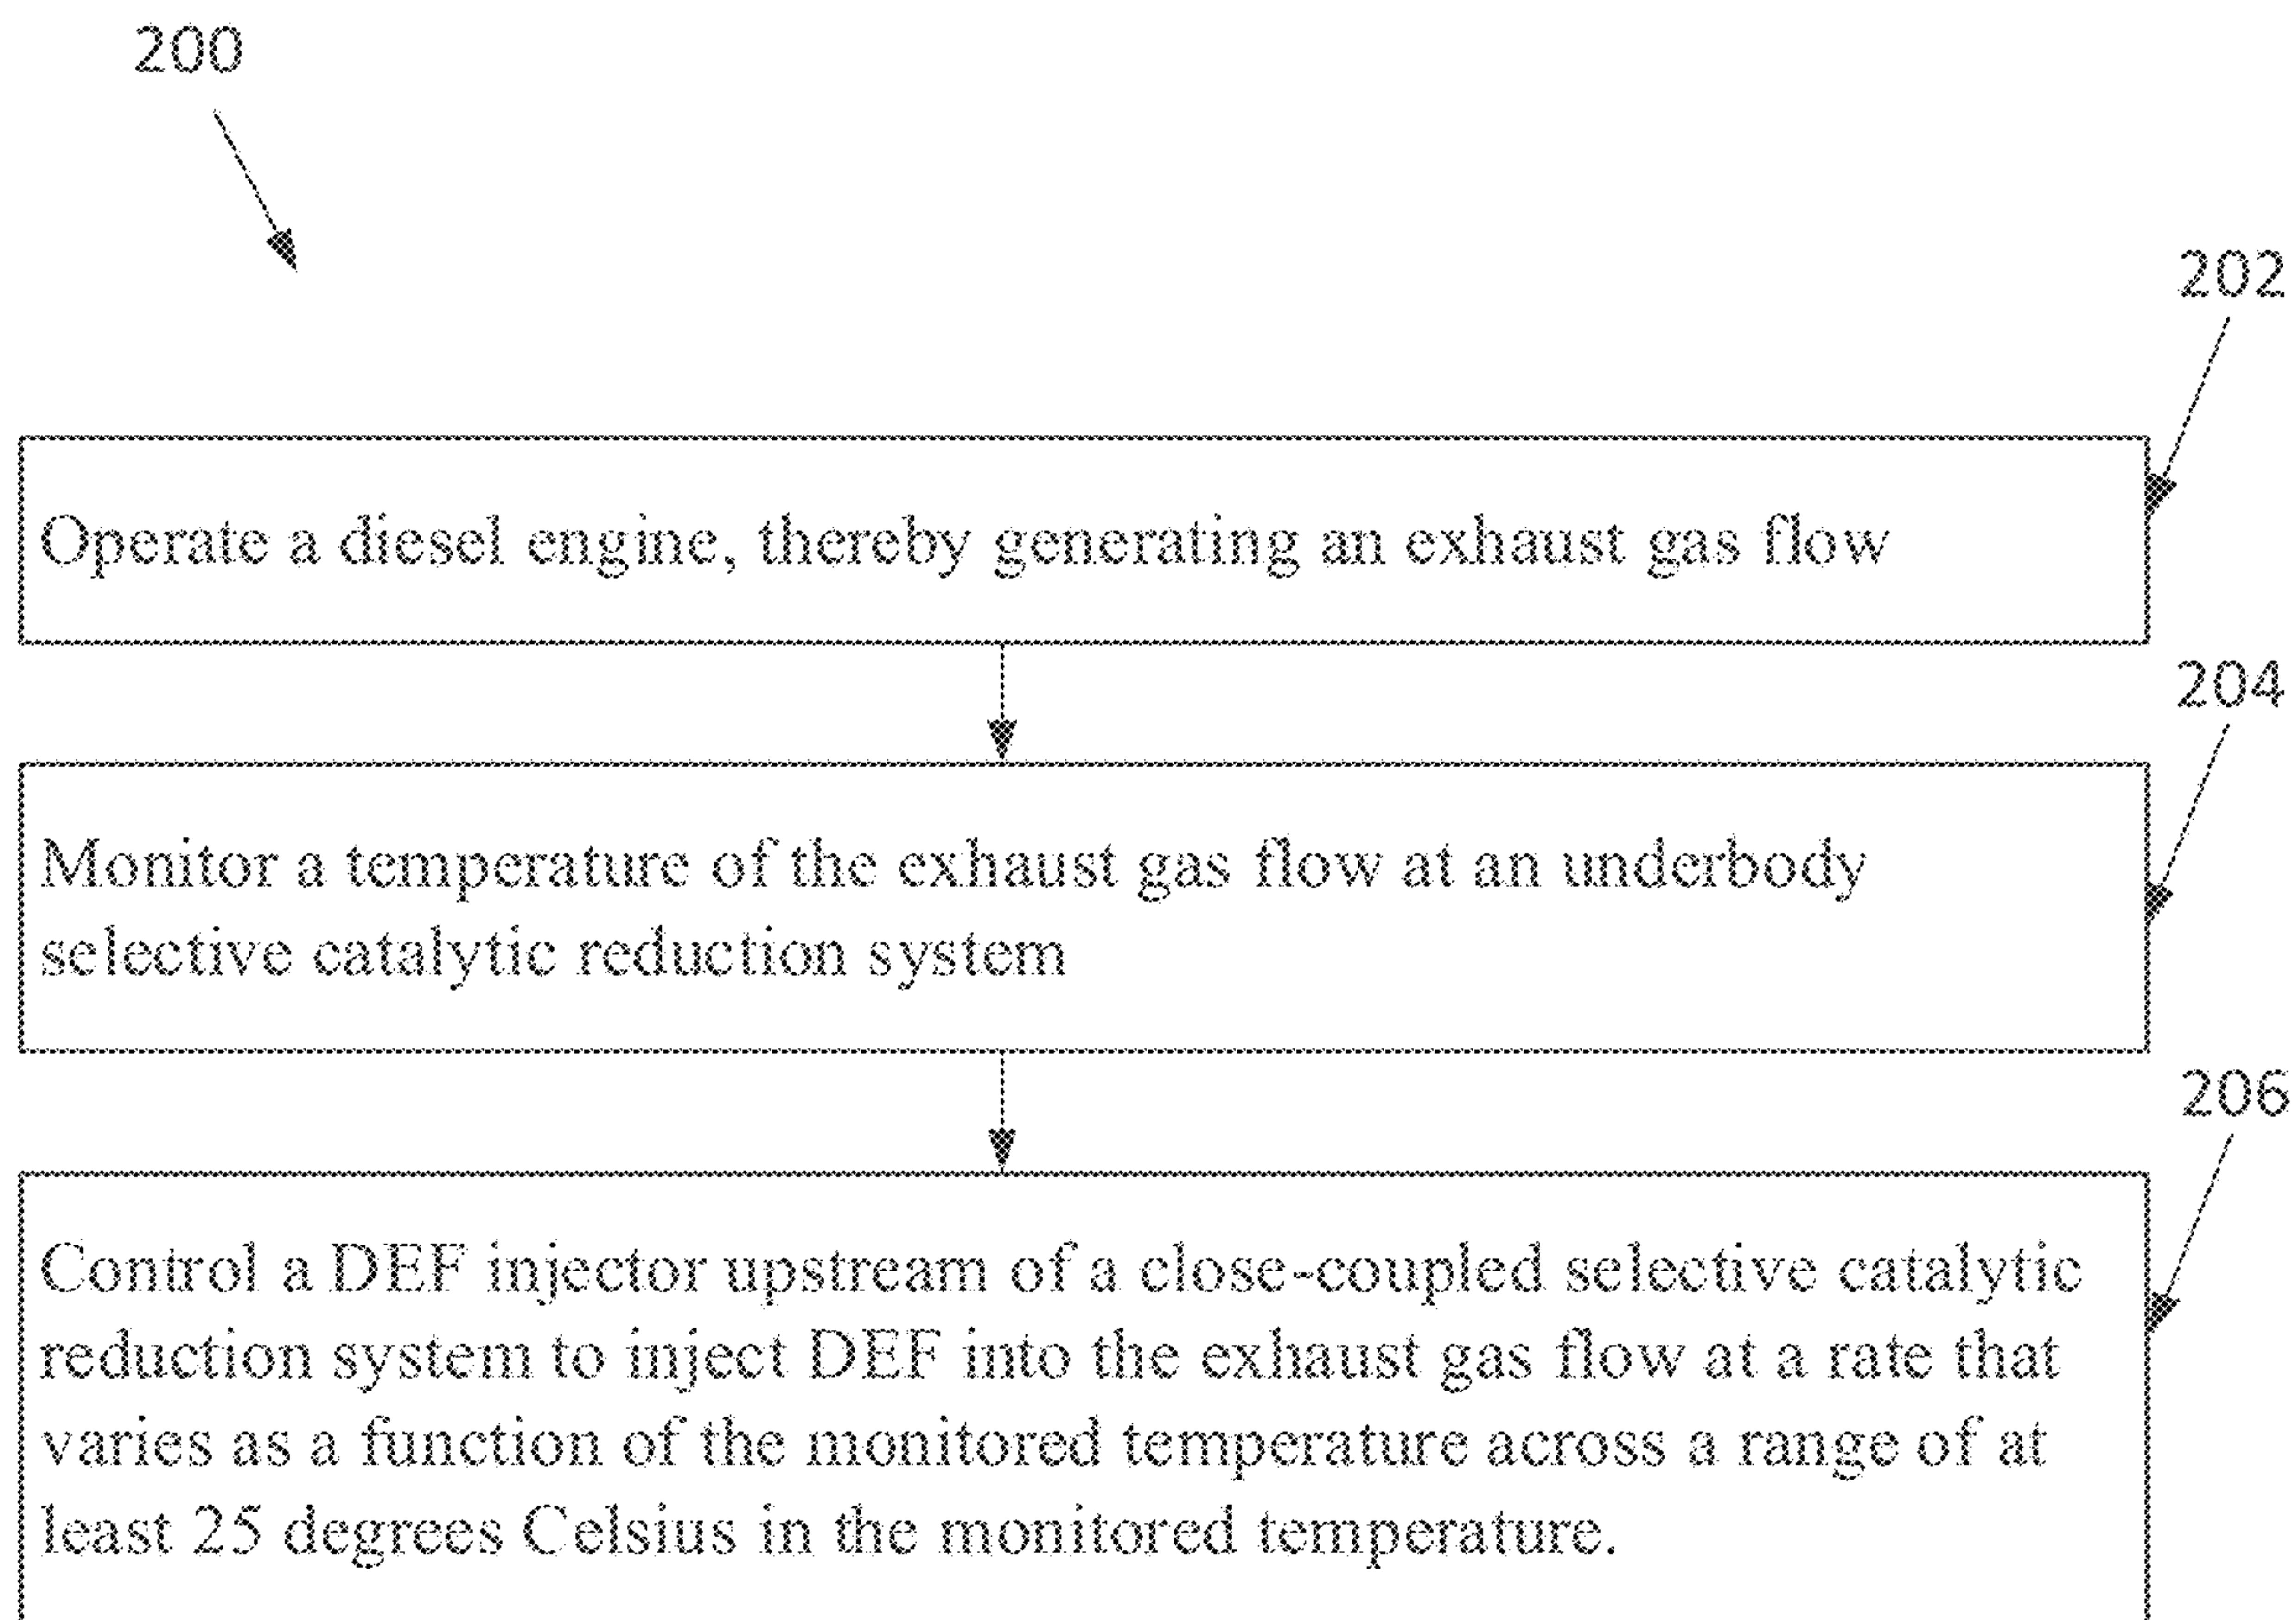 200
202
Operate a diesel engine, thereby generating an exhaust gas flow
204
Monitor a temperature of the exhaust gas flow at an underbody
selective catalytic reduction system
206
Control a DEF injector upstream of a close-coupled selective catalytic
reduction system to inject DEF into the exhaust gas flow at a rate that
varies as a function of the monitored temperature across a range of at
least 25 degrees Celsius in the monitored temperature.